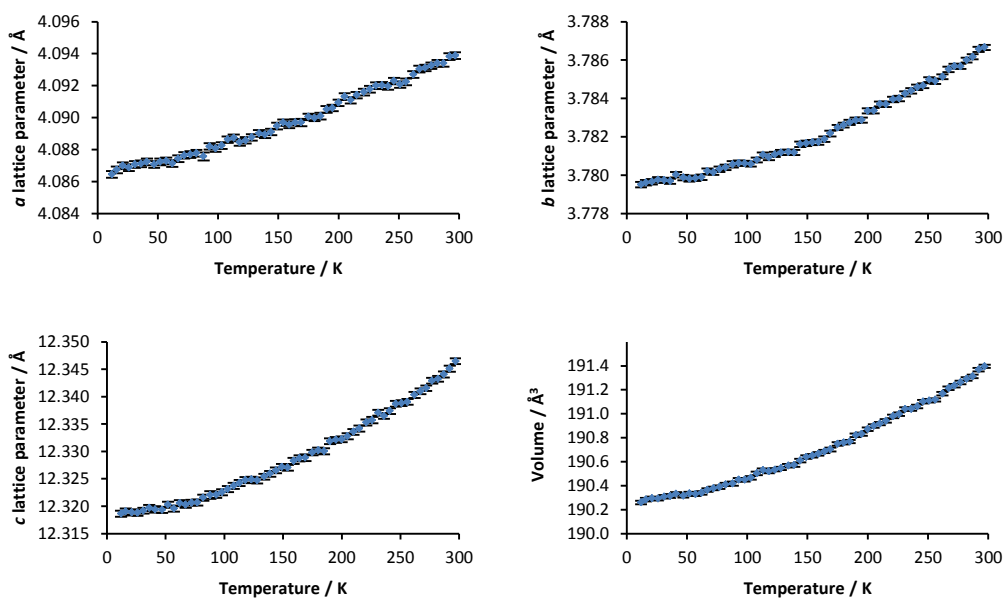 4.096
4.094
4.092
4.090
4.088
4.086
4.084
a lattice parameter / Å
0 50 100 150 200 250 300
Temperature / K
3.788
3.786
3.784
3.782
3.780
3.778
b lattice parameter / Å
0 50 100 150 200 250 300
Temperature / K
12.350
12.345
12.340
12.335
12.330
12.325
12.320
12.315
c lattice parameter / Å
0 50 100 150 200 250 300
Temperature / K
191.4
191.0
190.8
190.6
190.4
190.0
Volume / Å³
0 50 100 150 200 250 300
Temperature / K